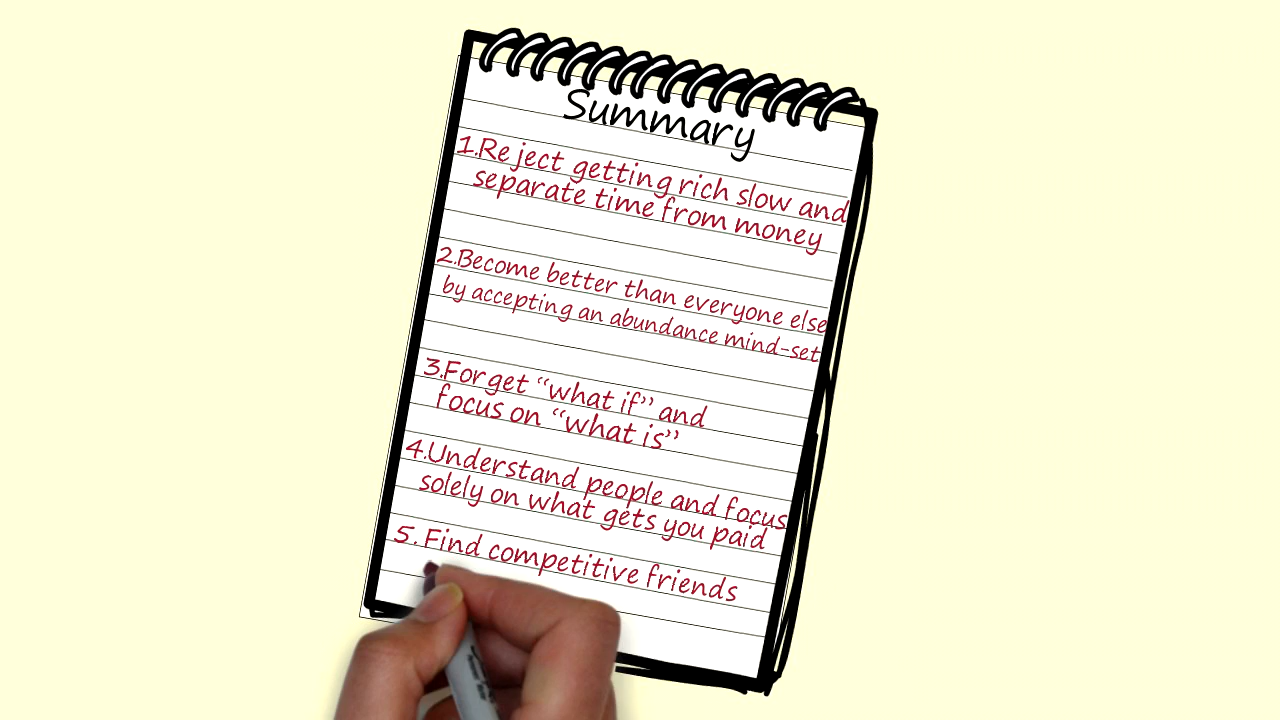 Summary
1.Reject getting rich slow and
separate time from money
2.Become better than everyone else
by accepting an abundance mind-set
3.Forget “what if” and
focus on “what is”
4.Understand people and focus
solely on what gets you paid
5. Find competitive friends